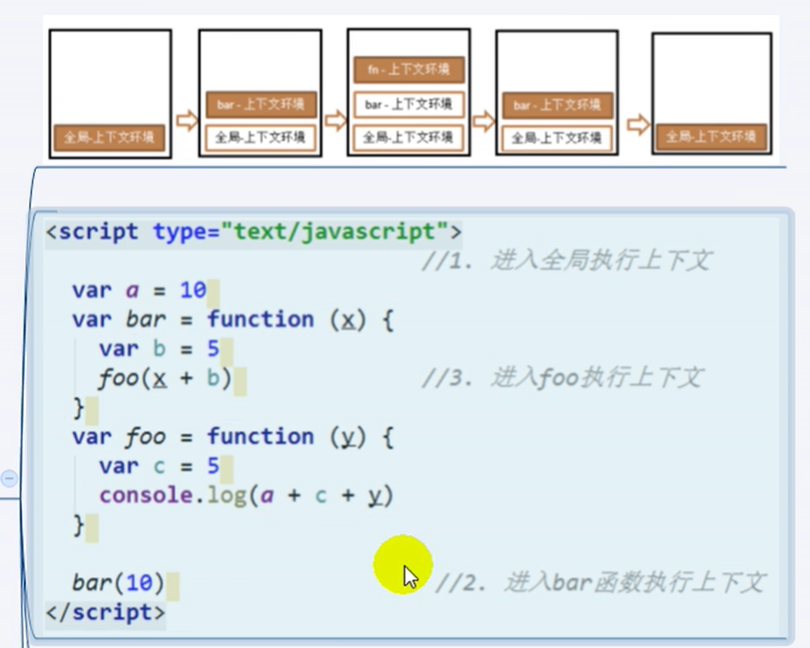 全局-上下文环境
bar - 上下文环境
全局-上下文环境
fn - 上下文环境
bar - 上下文环境
全局-上下文环境
bar - 上下文环境
全局-上下文环境
全局-上下文环境
<script type="text/javascript">
//1. 进入全局执行上下文
var a = 10
var bar = function (x) {
var b = 5
foo(x + b) //3. 进入foo执行上下文
}
var foo = function (y) {
var c = 5
console.log(a + c + y)
}
bar(10) //2. 进入bar函数执行上下文
</script>